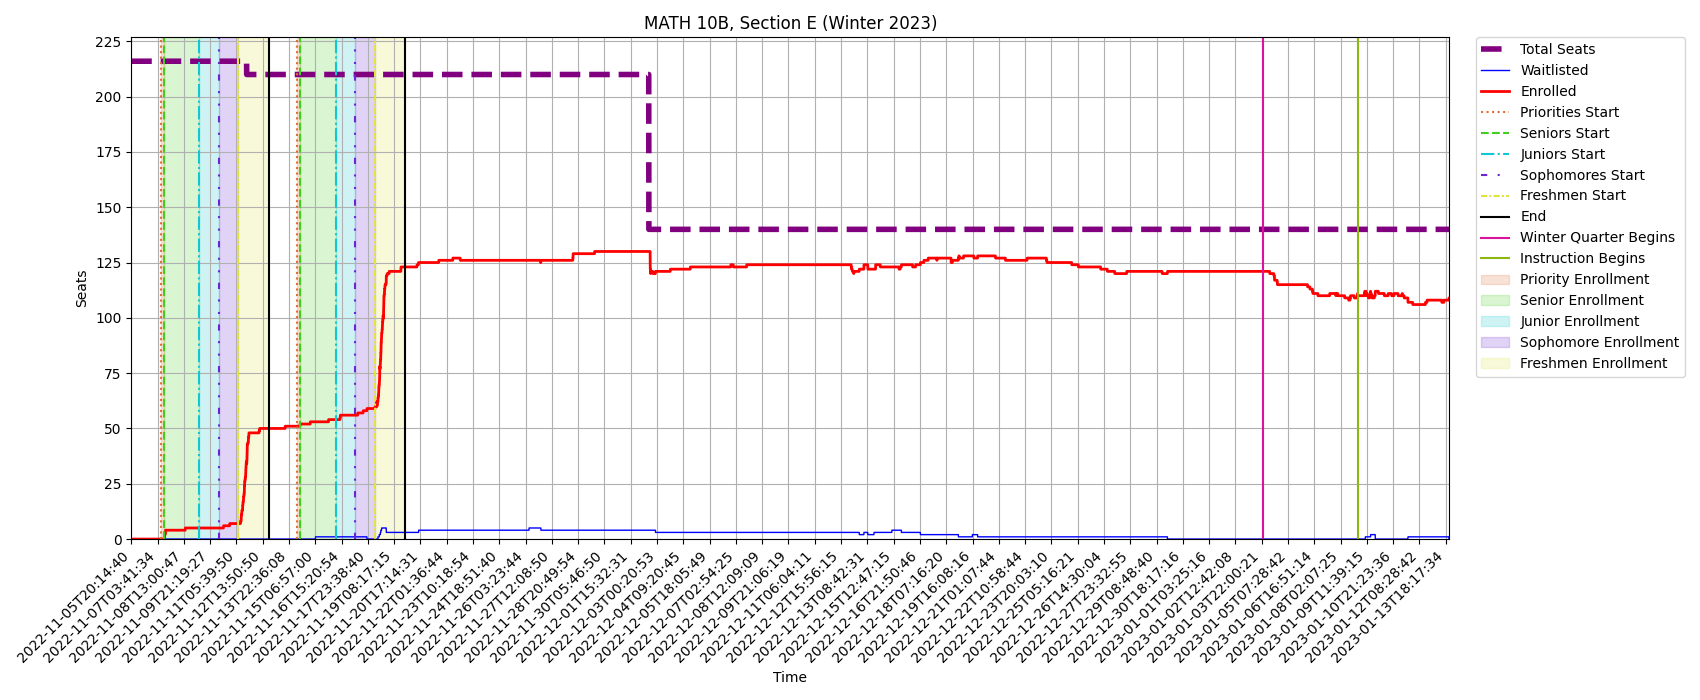 MATH 10B, Section E (Winter 2023)
225
200
175
150
125
100
75
50
25
0
Seats
2022-11-05T20:14:40
2022-11-07T03:41:34
2022-11-08T13:00:47
2022-11-09T21:19:27
2022-11-11T05:39:50
2022-11-12T13:50:50
2022-11-13T22:36:08
2022-11-15T06:57:00
2022-11-16T15:20:54
2022-11-17T23:38:40
2022-11-19T08:17:15
2022-11-20T17:14:31
2022-11-22T01:36:44
2022-11-23T10:18:54
2022-11-24T18:51:40
2022-11-26T03:23:44
2022-11-27T12:08:50
2022-11-28T20:49:54
2022-11-30T05:46:50
2022-12-01T15:32:31
2022-12-03T00:20:53
2022-12-04T09:20:45
2022-12-05T18:05:49
2022-12-07T02:54:25
2022-12-08T12:09:09
2022-12-09T21:06:19
2022-12-11T06:04:11
2022-12-12T15:56:15
2022-12-13T08:42:31
2022-12-15T12:47:15
2022-12-16T21:50:46
2022-12-18T07:16:20
2022-12-19T16:08:16
2022-12-21T01:07:44
2022-12-22T10:58:44
2022-12-23T20:03:10
2022-12-25T05:16:21
2022-12-26T14:30:04
2022-12-27T23:32:55
2022-12-29T08:48:40
2022-12-30T18:17:16
2023-01-01T03:25:16
2023-01-02T12:42:08
2023-01-03T22:00:21
2023-01-05T07:28:42
2023-01-06T16:51:14
2023-01-08T02:07:25
2023-01-09T11:39:15
2023-01-10T21:23:36
2023-01-12T08:28:42
2023-01-13T18:17:34
Time
Total Seats
Waitlisted
Enrolled
Priorities Start
Seniors Start
Juniors Start
Sophomores Start
Freshmen Start
End
Winter Quarter Begins
Instruction Begins
Priority Enrollment
Senior Enrollment
Junior Enrollment
Sophomore Enrollment
Freshmen Enrollment